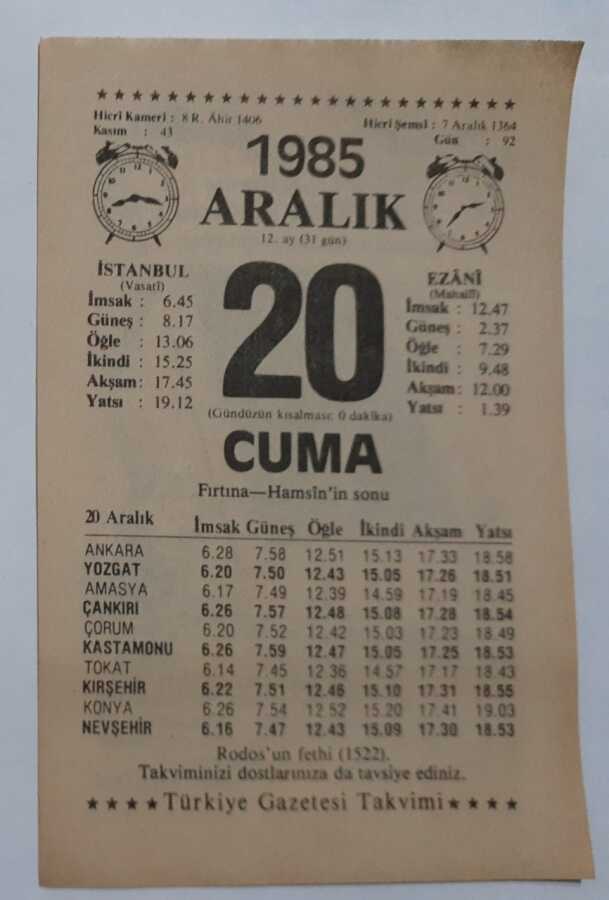 ★ ★ ★ ★ ★ ★ ★ ★ ★ ★ ★ ★ ★ ★ ★ ★ ★ ★ ★ ★ ★
Hicrî Kamerî : 8 R. Âhir 1406
Hicrî Şemsî : 7 Aralık 1364
Kasım : 43
Gün : 92
1985
ARALIK
12. ay (31 gün)
20
(Gündüzün kısalması: 0 dakika)
CUMA
İSTANBUL
(Vasatî)
İmsak : 6.45
Güneş : 8.17
Öğle : 13.06
İkindi : 15.25
Akşam : 17.45
Yatsı : 19.12
EZÂNÎ
(Mahallî)
İmsak : 12.47
Güneş : 2.37
Öğle : 7.29
İkindi : 9.48
Akşam : 12.00
Yatsı : 1.39
Fırtına—Hamsîn'in sonu
20 Aralık İmsak Güneş Öğle İkindi Akşam Yatsı
ANKARA 6.28 7.58 12.51 15.13 17.33 18.58
YOZGAT 6.20 7.50 12.43 15.05 17.26 18.51
AMASYA 6.17 7.49 12.39 14.59 17.19 18.45
ÇANKIRI 6.26 7.57 12.48 15.08 17.28 18.54
ÇORUM 6.20 7.52 12.42 15.03 17.23 18.49
KASTAMONU 6.26 7.59 12.47 15.05 17.25 18.53
TOKAT 6.14 7.45 12.36 14.57 17.17 18.43
KIRŞEHİR 6.22 7.51 12.46 15.10 17.31 18.55
KONYA 6.26 7.54 12.52 15.20 17.41 19.03
NEVŞEHİR 6.16 7.47 12.43 15.09 17.30 18.53
Rodos'un fethi (1522).
Takviminizi dostlarınıza da tavsiye ediniz.
★ ★ ★ ★ Türkiye Gazetesi Takvimi ★ ★ ★ ★